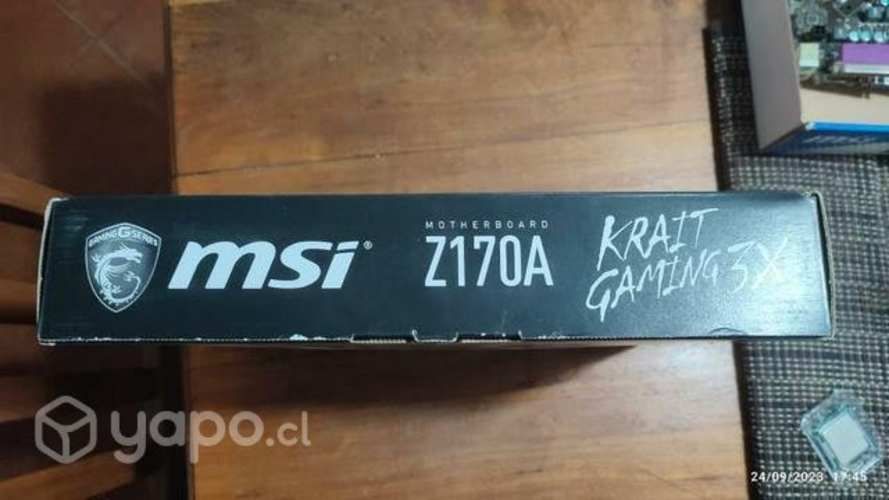 GAMING G SERIES
msi®
MOTHERBOARD
Z170A
KRAIT
GAMING 3X
yapo.cl
24/09/2023 17:45